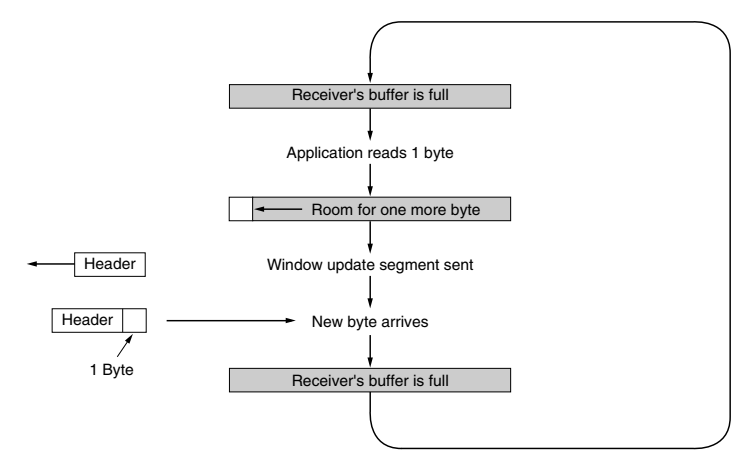 Receiver's buffer is full
Application reads 1 byte
Room for one more byte
Header
Window update segment sent
Header
New byte arrives
1 Byte
Receiver's buffer is full